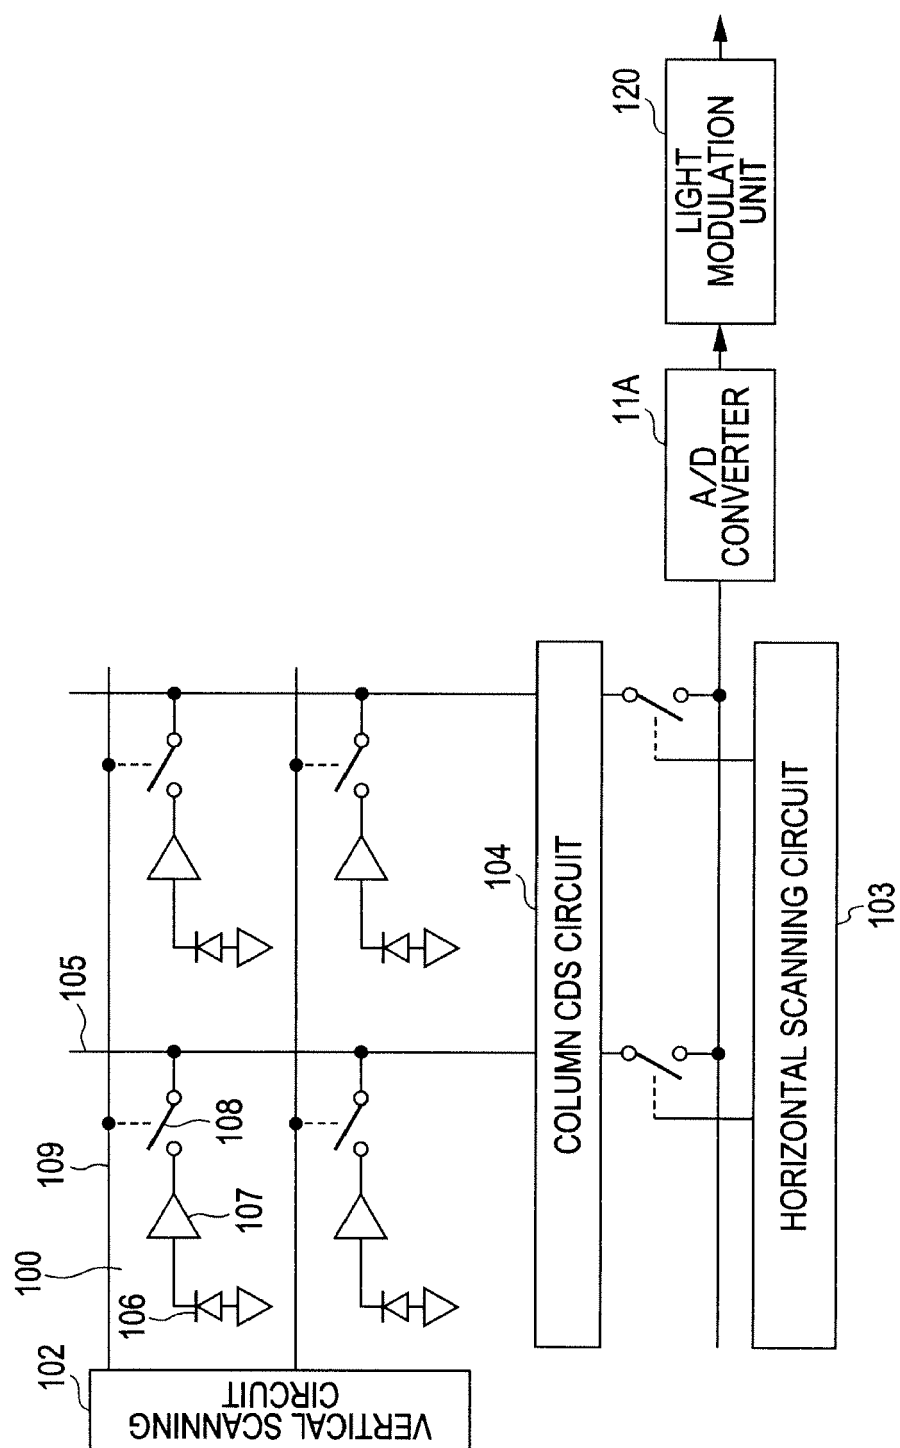 102
VERTICAL SCANNING
CIRCUIT
100
109
105
106
107
108
104
COLUMN CDS CIRCUIT
HORIZONTAL SCANNING CIRCUIT
103
11A
A/D
CONVERTER
120
LIGHT
MODULATION
UNIT